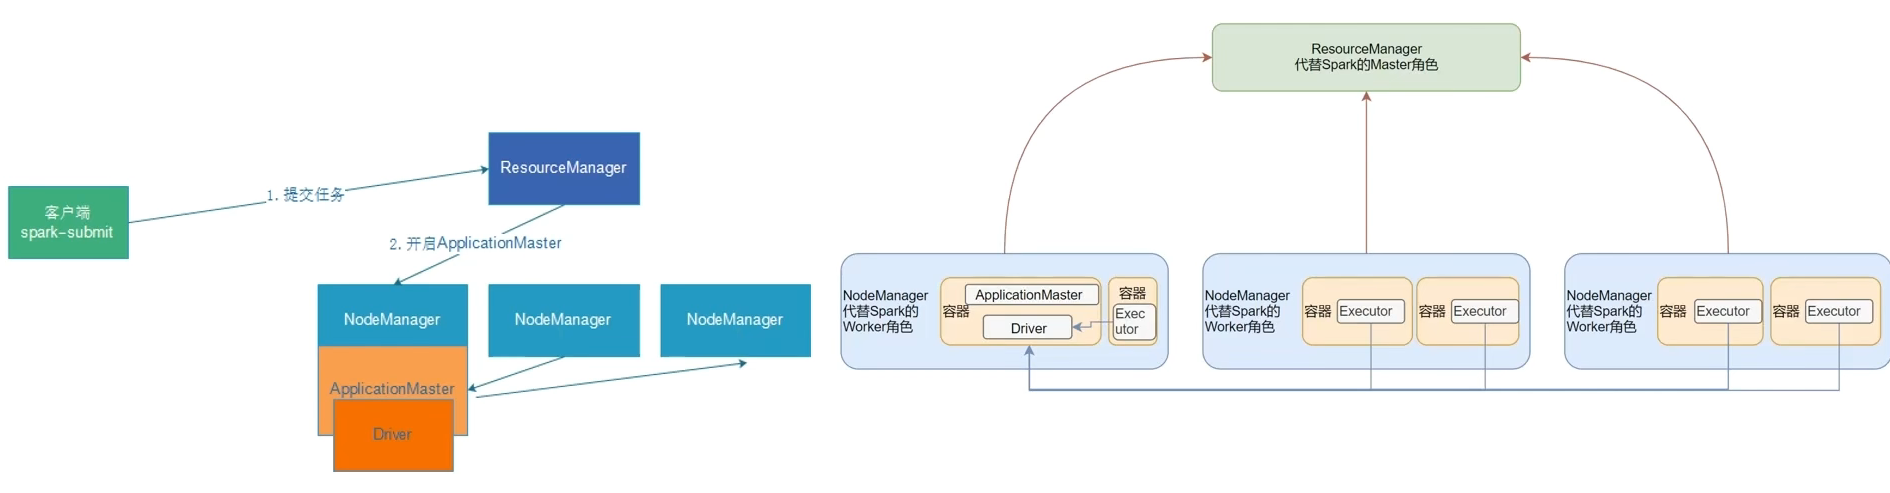 ResourceManager
1. 提交任务
客户端
spark-submit
2. 开启ApplicationMaster
NodeManager
NodeManager
NodeManager
ApplicationMaster
Driver
ResourceManager
代替Spark的Master角色
NodeManager
代替Spark的
Worker角色
容器
ApplicationMaster
Driver
容器
Exec
utor
NodeManager
代替Spark的
Worker角色
容器
Executor
容器
Executor
NodeManager
代替Spark的
Worker角色
容器
Executor
容器
Executor